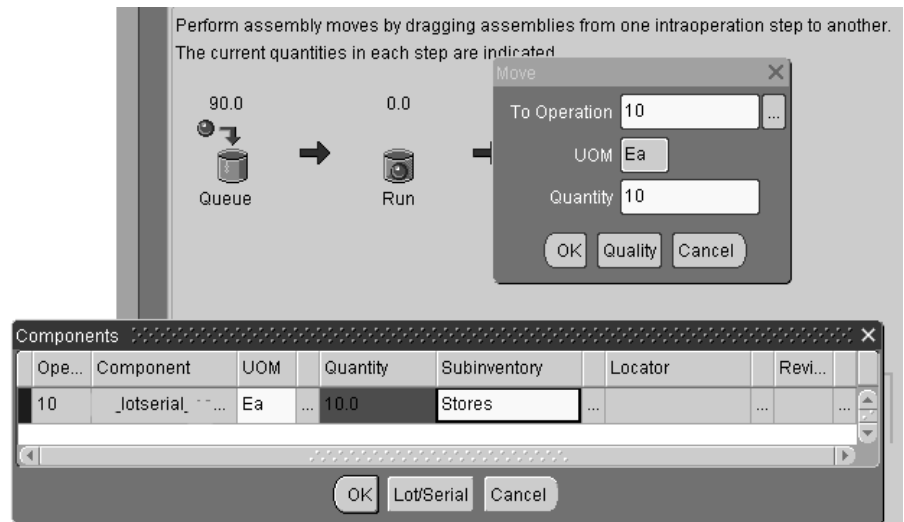 Perform assembly moves by dragging assemblies from one intraoperation step to another.
The current quantities in each step are indicated
Move
90.0
0.0
To Operation 10 ...
UOM Ea
Queue
Run
Quantity 10
OK Quality Cancel
Components
Ope... Component UOM Quantity Subinventory Locator Revi...
10 _lotserial_ ... Ea ... 10.0 Stores ... ... ...
OK Lot/Serial Cancel